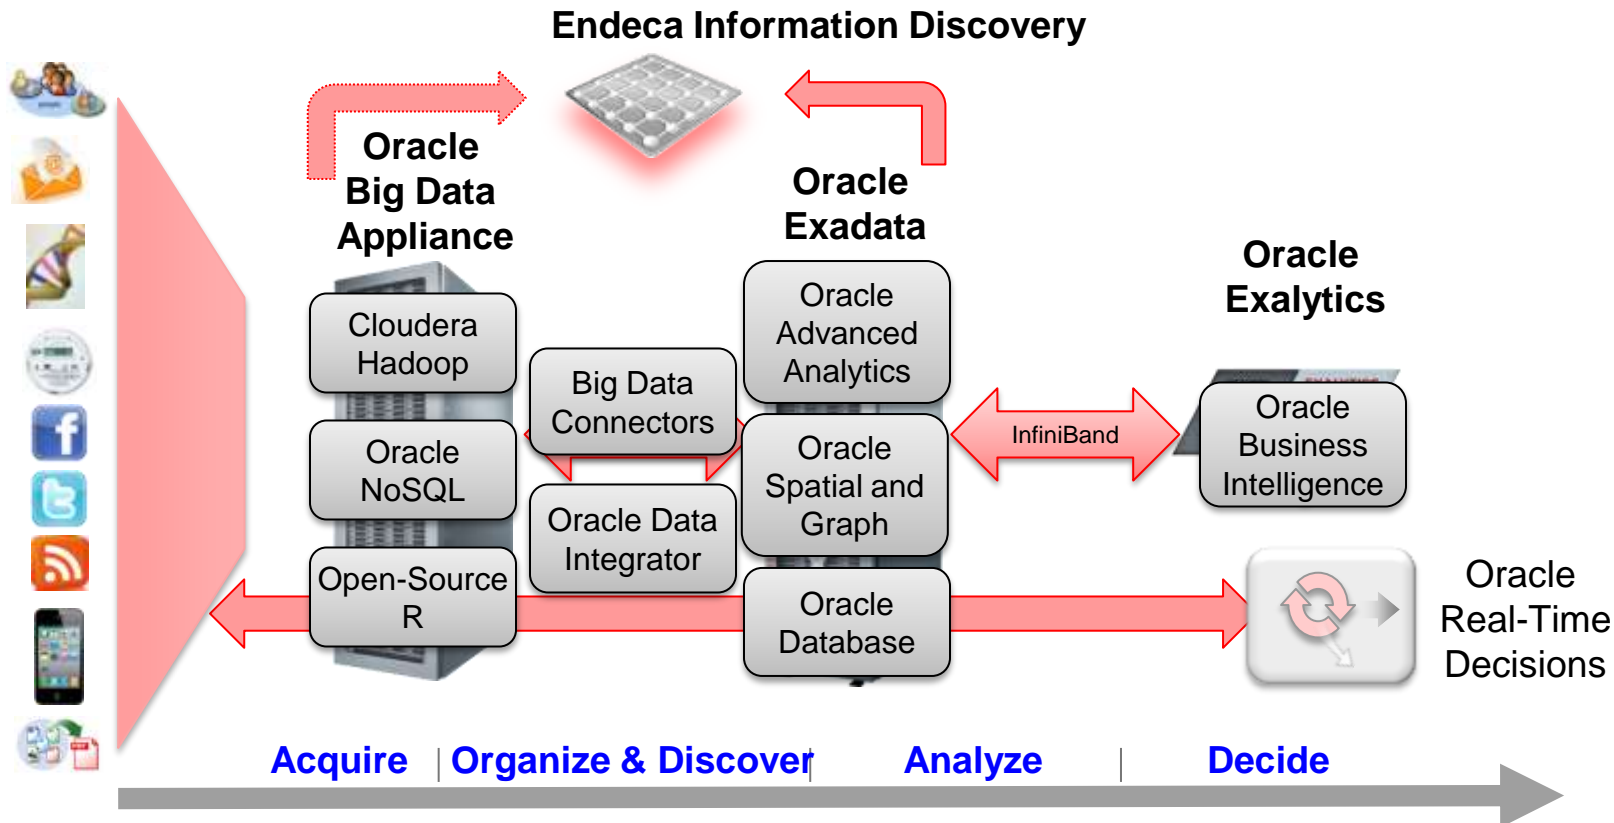 Endeca Information Discovery
Oracle
Big Data
Appliance
Oracle
Exadata
Oracle
Exalytics
Cloudera
Hadoop
Oracle
NoSQL
Open-Source
R
Big Data
Connectors
Oracle Data
Integrator
Oracle
Advanced
Analytics
Oracle
Spatial and
Graph
Oracle
Database
InfiniBand
Oracle
Business
Intelligence
Oracle
Real-Time
Decisions
Acquire
Organize & Discover
Analyze
Decide